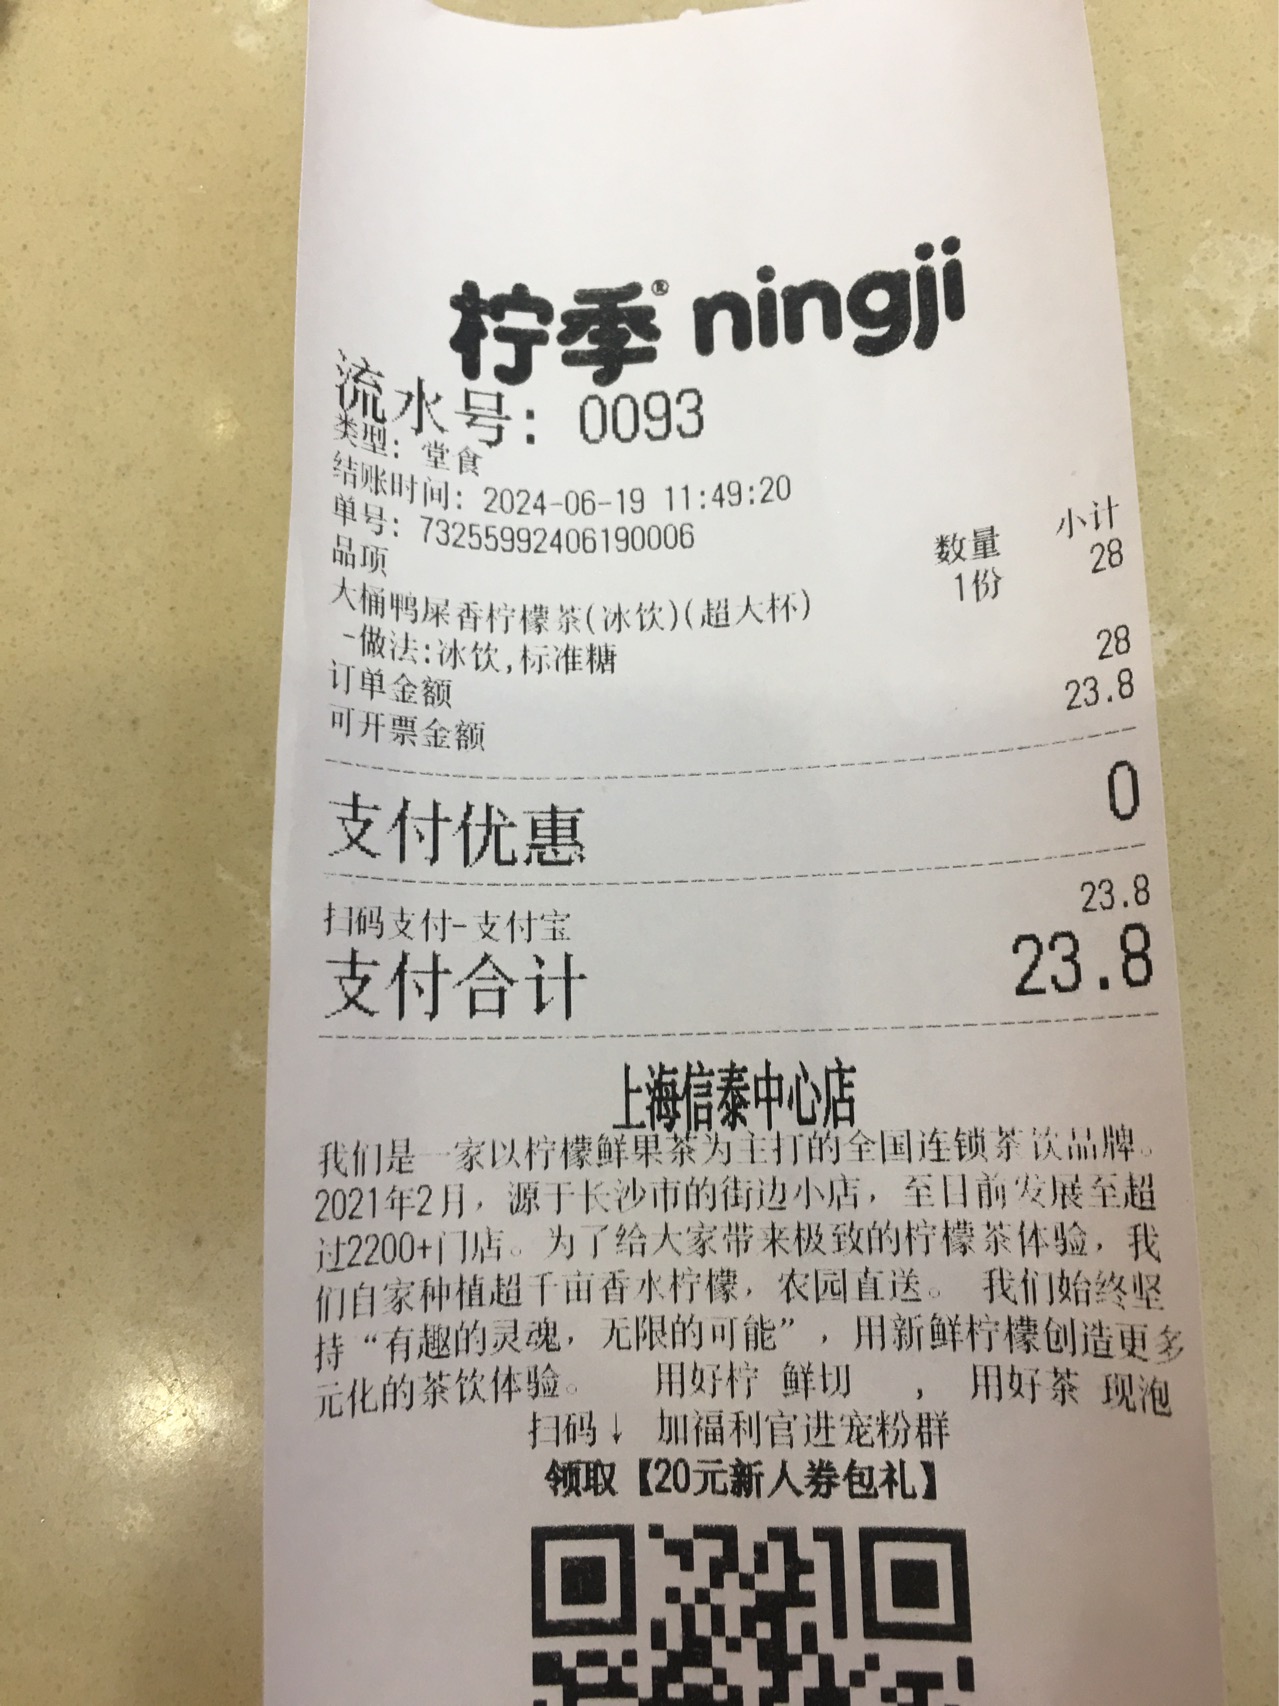 柠季® ningji
流水号: 0093
类型: 堂食
结账时间: 2024-06-19 11:49:20
单号: 73255992406190006
品项 数量 小计
大桶鸭屎香柠檬茶(冰饮)(超大杯) 1份 28
-做法:冰饮,标准糖
订单金额 28
可开票金额 23.8
支付优惠 0
扫码支付-支付宝 23.8
支付合计 23.8
上海信泰中心店
我们是一家以柠檬鲜果茶为主打的全国连锁茶饮品牌。
2021年2月，源于长沙市的街边小店，至目前发展至超
过2200+门店。为了给大家带来极致的柠檬茶体验，我
们自家种植超千亩香水柠檬，农园直送。 我们始终坚
持“有趣的灵魂，无限的可能”，用新鲜柠檬创造更多
元化的茶饮体验。 用好柠 鲜切 ， 用好茶 现泡
扫码↓ 加福利官进宠粉群
领取【20元新人券包礼】